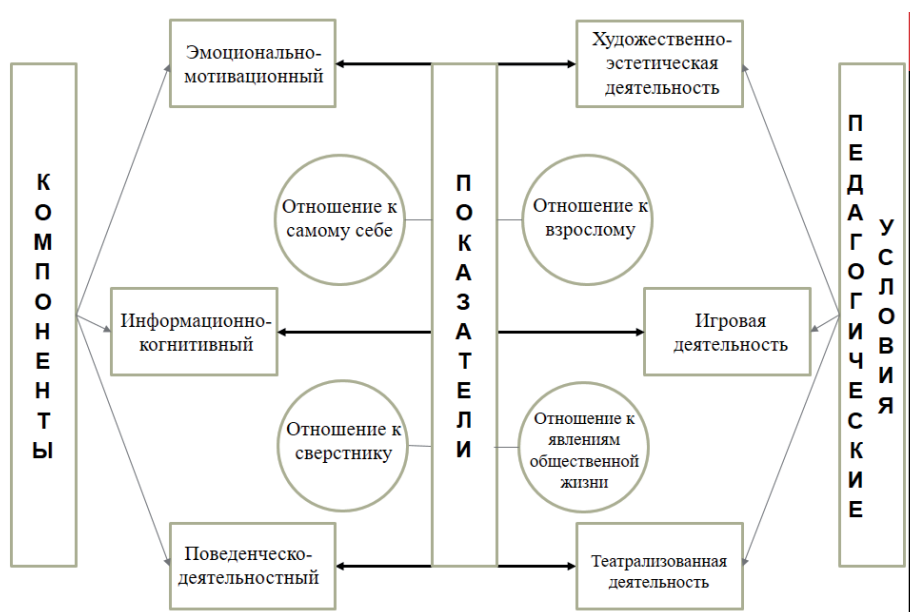 КОМПОНЕНТЫ
Эмоционально-
мотивационный
Информационно-
когнитивный
Поведенческо-
деятельностный
Отношение к
самому себе
Отношение к
сверстнику
ПОКАЗАТЕЛИ
Отношение к
взрослому
Отношение к
явлениям
общественной
жизни
Художественно-
эстетическая
деятельность
Игровая
деятельность
Театрализованная
деятельность
ПЕДАГОГИЧЕСКИЕ
УСЛОВИЯ